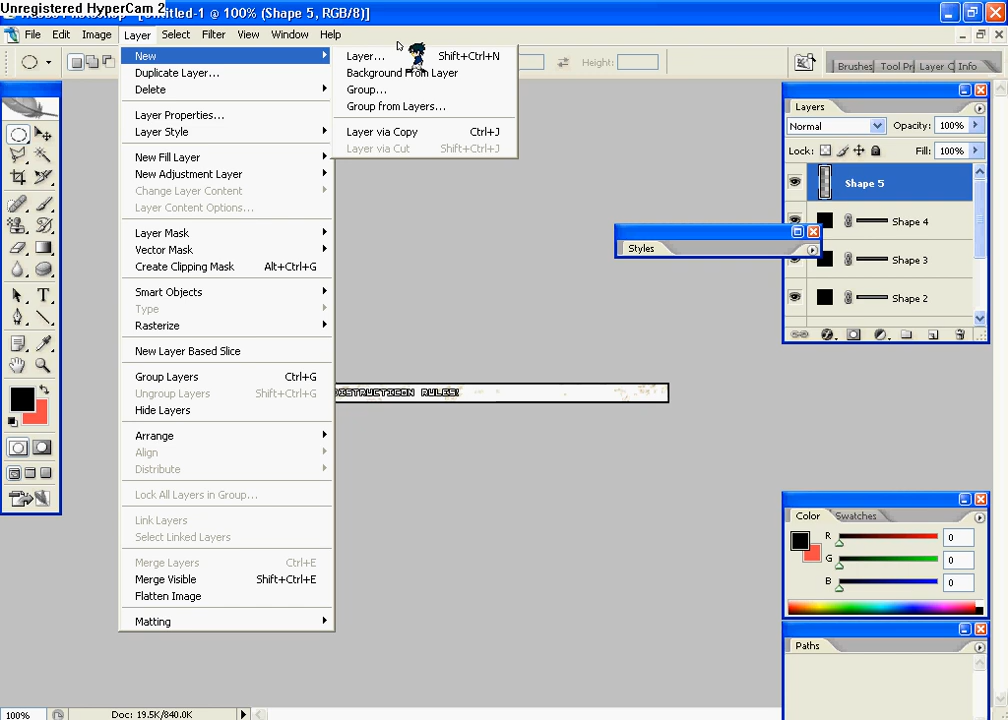 Unregistered HyperCam 2
Untitled-1 @ 100% (Shape 5, RGB/8)]
File Edit Image Layer Select Filter View Window Help
Height:
Brushes Tool Pr Layer C Info
New
Duplicate Layer...
Delete
Layer Properties...
Layer Style
New Fill Layer
New Adjustment Layer
Change Layer Content
Layer Content Options...
Layer Mask
Vector Mask
Create Clipping Mask Alt+Ctrl+G
Smart Objects
Type
Rasterize
New Layer Based Slice
Group Layers Ctrl+G
Ungroup Layers Shift+Ctrl+G
Hide Layers
Arrange
Align
Distribute
Lock All Layers in Group...
Link Layers
Select Linked Layers
Merge Layers Ctrl+E
Merge Visible Shift+Ctrl+E
Flatten Image
Matting
Layer... Shift+Ctrl+N
Background From Layer
Group...
Group from Layers...
Layer via Copy Ctrl+J
Layer via Cut Shift+Ctrl+J
RULES!
Styles
Layers
Normal Opacity: 100%
Lock: Fill: 100%
Shape 5
Shape 4
Shape 3
Shape 2
Color Swatches
R 0
G 0
B 0
Paths
100% Doc: 19.5K/840.0K